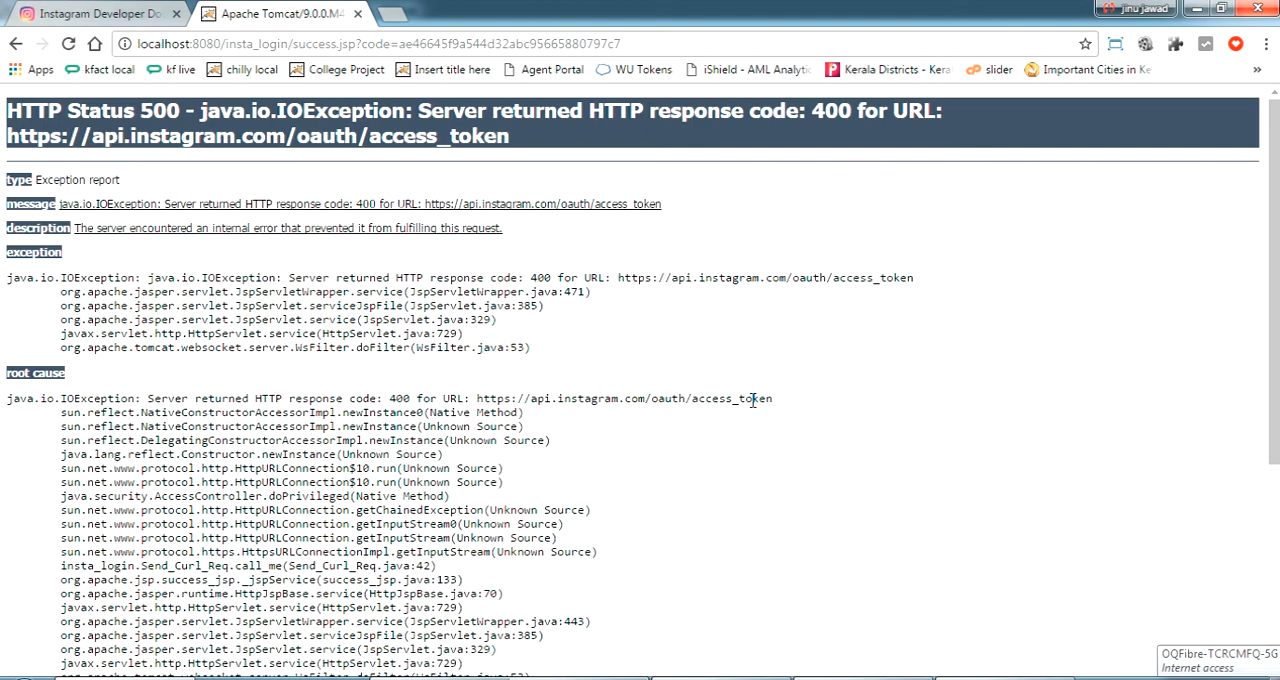 Instagram Developer Do
Apache Tomcat/9.0.0.M4
jinu jawad
localhost:8080/insta_login/success.jsp?code=ae46645f9a544d32abc95665880797c7
Apps kfact local kf live chilly local College Project Insert title here Agent Portal WU Tokens iShield - AML Analytic Kerala Districts - Kera slider Important Cities in Ke »
HTTP Status 500 - java.io.IOException: Server returned HTTP response code: 400 for URL:
https://api.instagram.com/oauth/access_token
type Exception report
message java.io.IOException: Server returned HTTP response code: 400 for URL: https://api.instagram.com/oauth/access_token
description The server encountered an internal error that prevented it from fulfilling this request.
exception
java.io.IOException: java.io.IOException: Server returned HTTP response code: 400 for URL: https://api.instagram.com/oauth/access_token
org.apache.jasper.servlet.JspServletWrapper.service(JspServletWrapper.java:471)
org.apache.jasper.servlet.JspServlet.serviceJspFile(JspServlet.java:385)
org.apache.jasper.servlet.JspServlet.service(JspServlet.java:329)
javax.servlet.http.HttpServlet.service(HttpServlet.java:729)
org.apache.tomcat.websocket.server.WsFilter.doFilter(WsFilter.java:53)
root cause
java.io.IOException: Server returned HTTP response code: 400 for URL: https://api.instagram.com/oauth/access_token
sun.reflect.NativeConstructorAccessorImpl.newInstance0(Native Method)
sun.reflect.NativeConstructorAccessorImpl.newInstance(Unknown Source)
sun.reflect.DelegatingConstructorAccessorImpl.newInstance(Unknown Source)
java.lang.reflect.Constructor.newInstance(Unknown Source)
sun.net.www.protocol.http.HttpURLConnection$10.run(Unknown Source)
sun.net.www.protocol.http.HttpURLConnection$10.run(Unknown Source)
java.security.AccessController.doPrivileged(Native Method)
sun.net.www.protocol.http.HttpURLConnection.getChainedException(Unknown Source)
sun.net.www.protocol.http.HttpURLConnection.getInputStream0(Unknown Source)
sun.net.www.protocol.http.HttpURLConnection.getInputStream(Unknown Source)
sun.net.www.protocol.https.HttpsURLConnectionImpl.getInputStream(Unknown Source)
insta_login.Send_Curl_Req.call_me(Send_Curl_Req.java:42)
org.apache.jsp.success_jsp._jspService(success_jsp.java:133)
org.apache.jasper.runtime.HttpJspBase.service(HttpJspBase.java:70)
javax.servlet.http.HttpServlet.service(HttpServlet.java:729)
org.apache.jasper.servlet.JspServletWrapper.service(JspServletWrapper.java:443)
org.apache.jasper.servlet.JspServlet.serviceJspFile(JspServlet.java:385)
org.apache.jasper.servlet.JspServlet.service(JspServlet.java:329)
javax.servlet.http.HttpServlet.service(HttpServlet.java:729)
OQFibre-TCRCMFQ-5G
Internet access